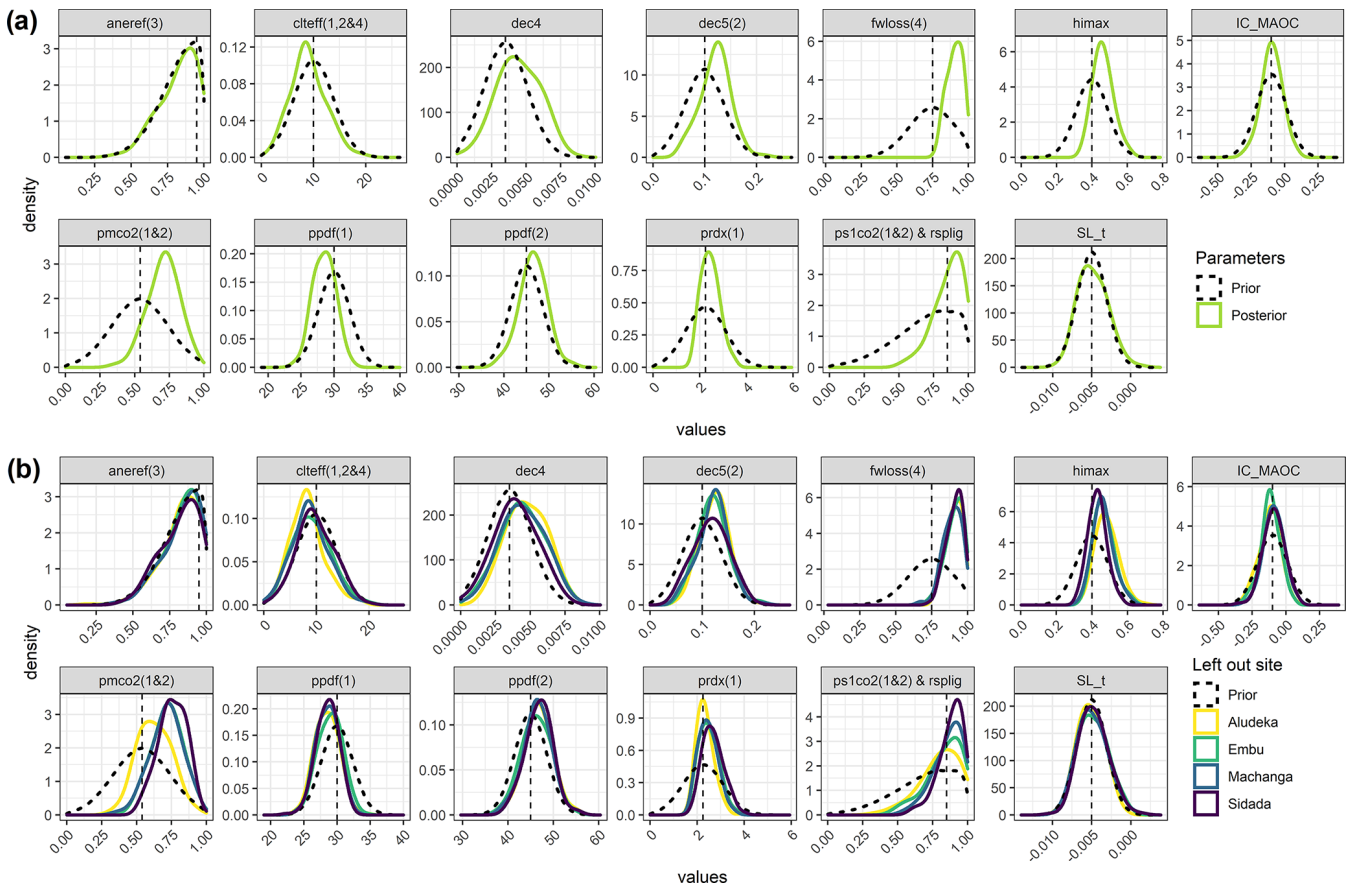 (a)
aneref(3) clteff(1,2&4) dec4 dec5(2) fwloss(4) himax IC_MAOC
3 2 1 0 0.12 0.09 0.06 0.03 0.00 200 100 0 10 5 0 6 4 2 0 6 4 2 0 5 4 3 2 1 0
0.25 0.50 0.75 1.00 0 10 20 0.0000 0.0025 0.0050 0.0075 0.0100 0.0 0.1 0.2 0.00 0.25 0.50 0.75 1.00 0.0 0.2 0.4 0.6 0.8 -0.50 -0.25 0.00 0.25
density
pmco2(1&2) ppdf(1) ppdf(2) prdx(1) ps1co2(1&2) & rsplig SL_t
3 2 1 0 0.20 0.15 0.10 0.05 0.00 0.10 0.05 0.00 0.75 0.50 0.25 0.00 3 2 1 0 200 150 100 50 0
0.00 0.25 0.50 0.75 1.00 20 25 30 35 40 30 40 50 60 0 2 4 6 0.00 0.25 0.50 0.75 1.00 -0.010 -0.005 0.000
values
Parameters
Prior
Posterior
(b)
aneref(3) clteff(1,2&4) dec4 dec5(2) fwloss(4) himax IC_MAOC
3 2 1 0 0.10 0.05 0.00 200 100 0 10 5 0 6 4 2 0 6 4 2 0 6 4 2 0
0.25 0.50 0.75 1.00 0 10 20 0.0000 0.0025 0.0050 0.0075 0.0100 0.0 0.1 0.2 0.00 0.25 0.50 0.75 1.00 0.0 0.2 0.4 0.6 0.8 -0.50 -0.25 0.00 0.25
density
pmco2(1&2) ppdf(1) ppdf(2) prdx(1) ps1co2(1&2) & rsplig SL_t
3 2 1 0 0.20 0.15 0.10 0.05 0.00 0.10 0.05 0.00 0.9 0.6 0.3 0.0 5 4 3 2 1 0 200 150 100 50 0
0.00 0.25 0.50 0.75 1.00 20 25 30 35 40 30 40 50 60 0 2 4 6 0.00 0.25 0.50 0.75 1.00 -0.010 -0.005 0.000
values
Left out site
Prior
Aludeka
Embu
Machanga
Sidada